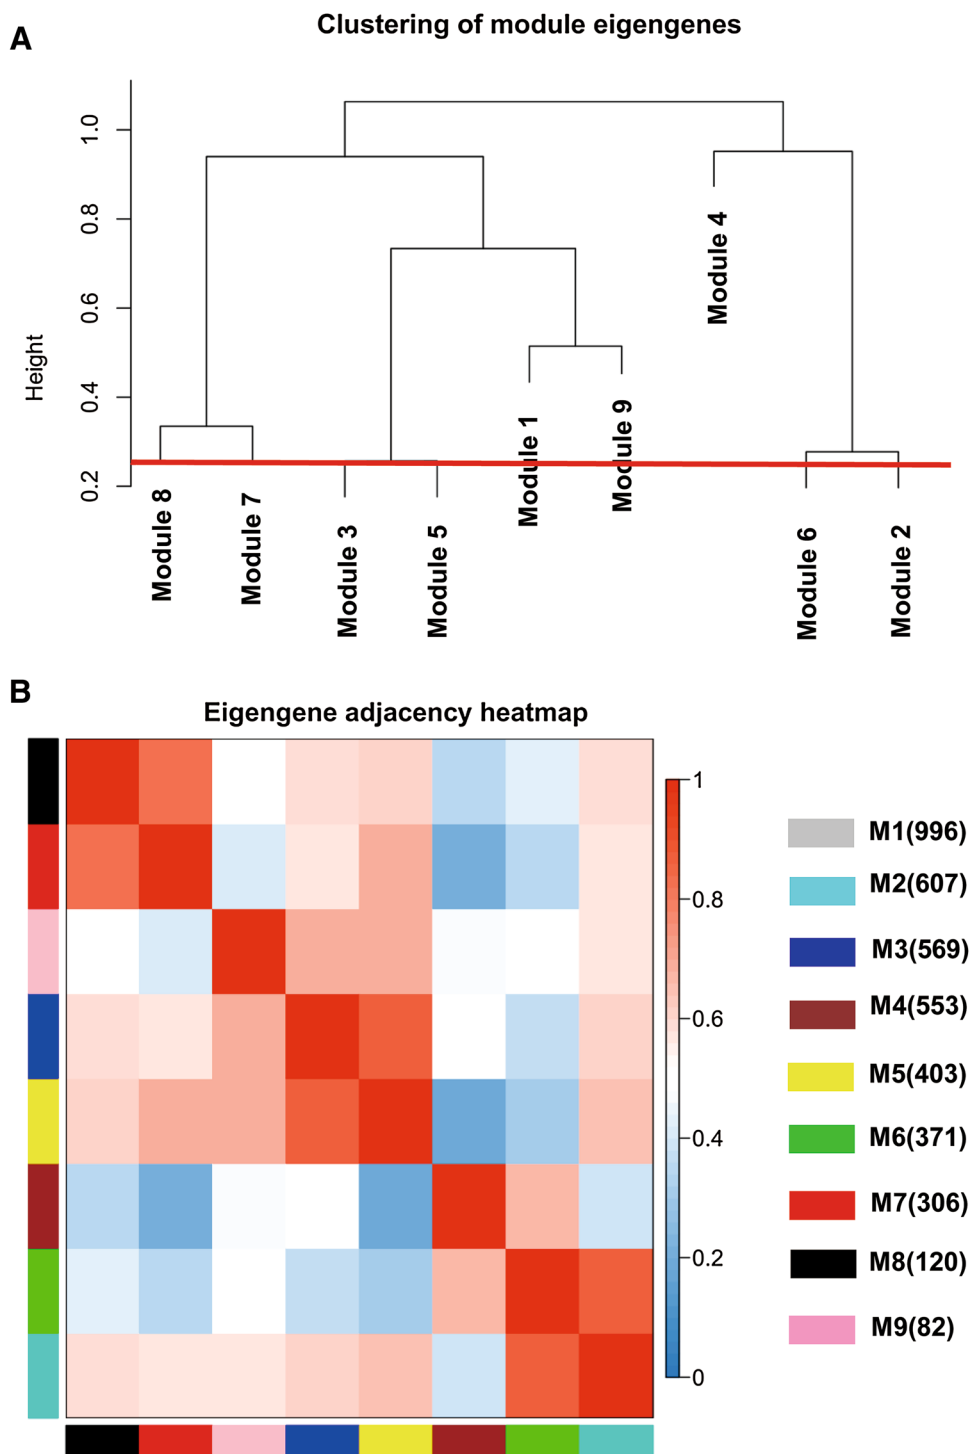 A
Clustering of module eigengenes
Height
1.0
0.8
0.6
0.4
0.2
Module 8
Module 7
Module 3
Module 5
Module 1
Module 9
Module 4
Module 6
Module 2
B
Eigengene adjacency heatmap
1
0.8
0.6
0.4
0.2
0
M1(996)
M2(607)
M3(569)
M4(553)
M5(403)
M6(371)
M7(306)
M8(120)
M9(82)